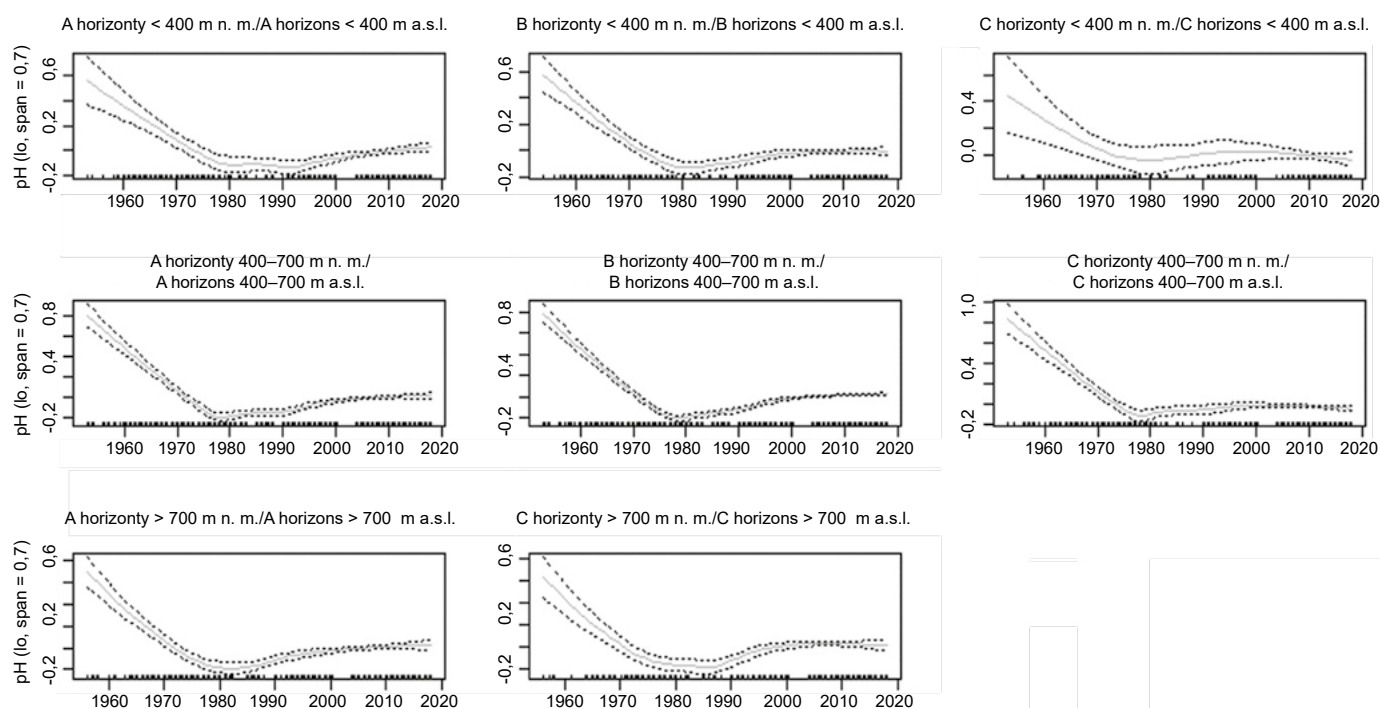 A horizonty < 400 m n. m./A horizons < 400 m a.s.l.
B horizonty < 400 m n. m./B horizons < 400 m a.s.l.
C horizonty < 400 m n. m./C horizons < 400 m a.s.l.
pH (lo, span = 0,7)
0,6
0,2
-0,2
0,6
0,2
-0,2
0,4
0,0
1960 1970 1980 1990 2000 2010 2020
1960 1970 1980 1990 2000 2010 2020
1960 1970 1980 1990 2000 2010 2020
A horizonty 400–700 m n. m./
A horizons 400–700 m a.s.l.
B horizonty 400–700 m n. m./
B horizons 400–700 m a.s.l.
C horizonty 400–700 m n. m./
C horizons 400–700 m a.s.l.
pH (lo, span = 0,7)
0,8
0,4
-0,2
0,8
0,4
-0,2
1,0
0,4
-0,2
1960 1970 1980 1990 2000 2010 2020
1960 1970 1980 1990 2000 2010 2020
1960 1970 1980 1990 2000 2010 2020
A horizonty > 700 m n. m./A horizons > 700 m a.s.l.
C horizonty > 700 m n. m./C horizons > 700 m a.s.l.
pH (lo, span = 0,7)
0,6
0,2
-0,2
0,6
0,2
-0,2
1960 1970 1980 1990 2000 2010 2020
1960 1970 1980 1990 2000 2010 2020